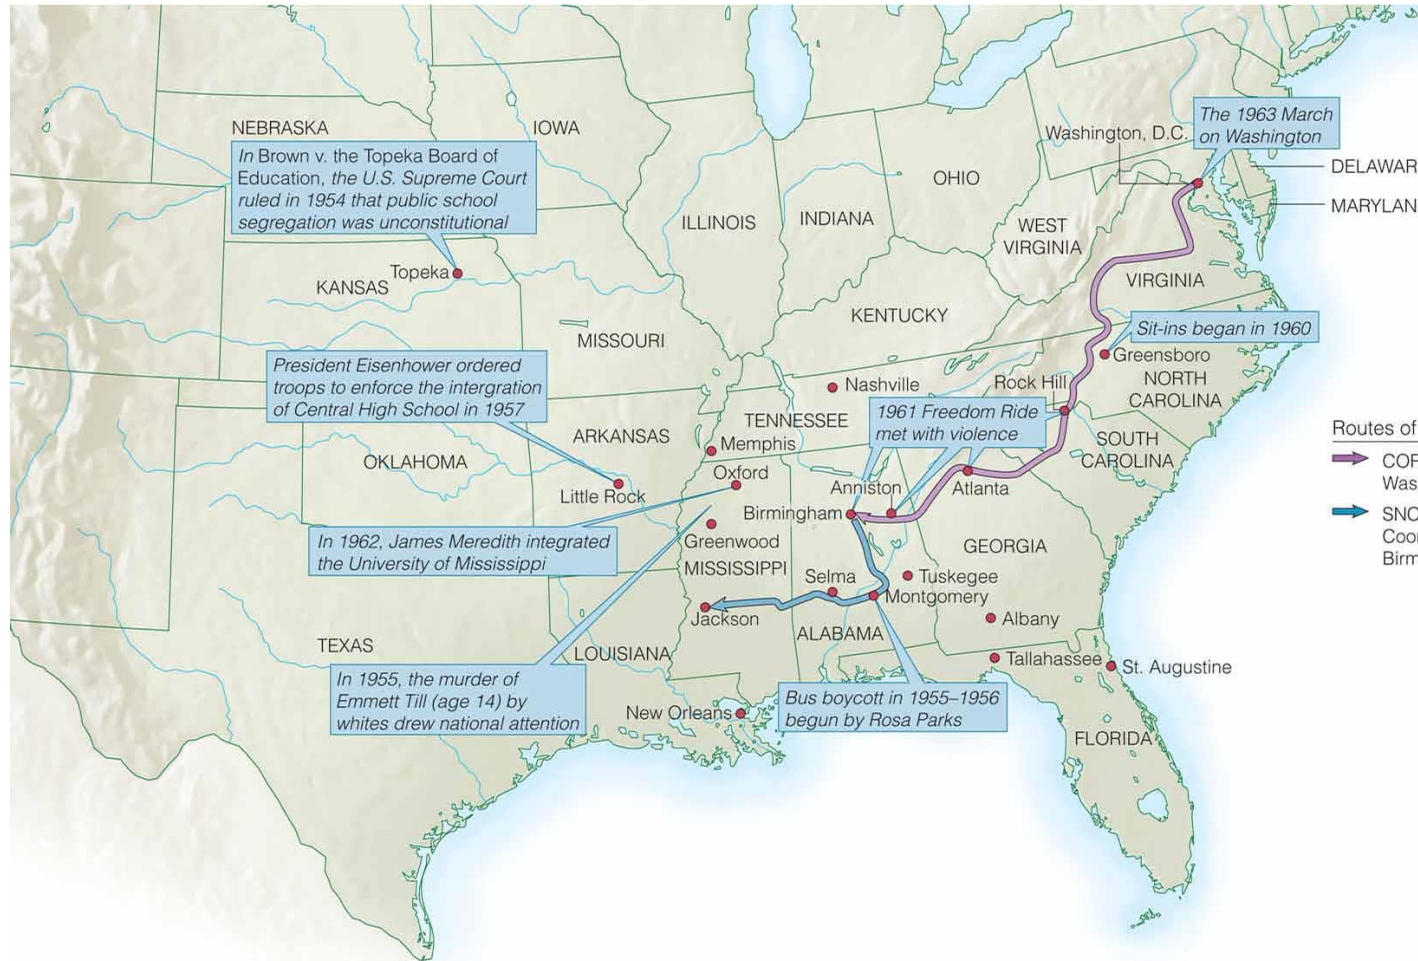 NEBRASKA
IOWA
In Brown v. the Topeka Board of
Education, the U.S. Supreme Court
ruled in 1954 that public school
segregation was unconstitutional
Topeka
KANSAS
ILLINOIS
INDIANA
OHIO
WEST
VIRGINIA
Washington, D.C.
The 1963 March
on Washington
DELAWAR
MARYLAN
VIRGINIA
KENTUCKY
MISSOURI
President Eisenhower ordered
troops to enforce the intergration
of Central High School in 1957
Sit-ins began in 1960
Greensboro
NORTH
CAROLINA
Rock Hill
Nashville
TENNESSEE
1961 Freedom Ride
met with violence
SOUTH
CAROLINA
ARKANSAS
Memphis
OKLAHOMA
Oxford
Little Rock
Anniston
Atlanta
Birmingham
Greenwood
MISSISSIPPI
In 1962, James Meredith integrated
the University of Mississippi
GEORGIA
Selma
Tuskegee
Montgomery
Jackson
Albany
ALABAMA
TEXAS
LOUISIANA
Tallahassee
St. Augustine
In 1955, the murder of
Emmett Till (age 14) by
whites drew national attention
New Orleans
Bus boycott in 1955–1956
begun by Rosa Parks
FLORIDA
Routes of
COR
Was
SNC
Coor
Birm